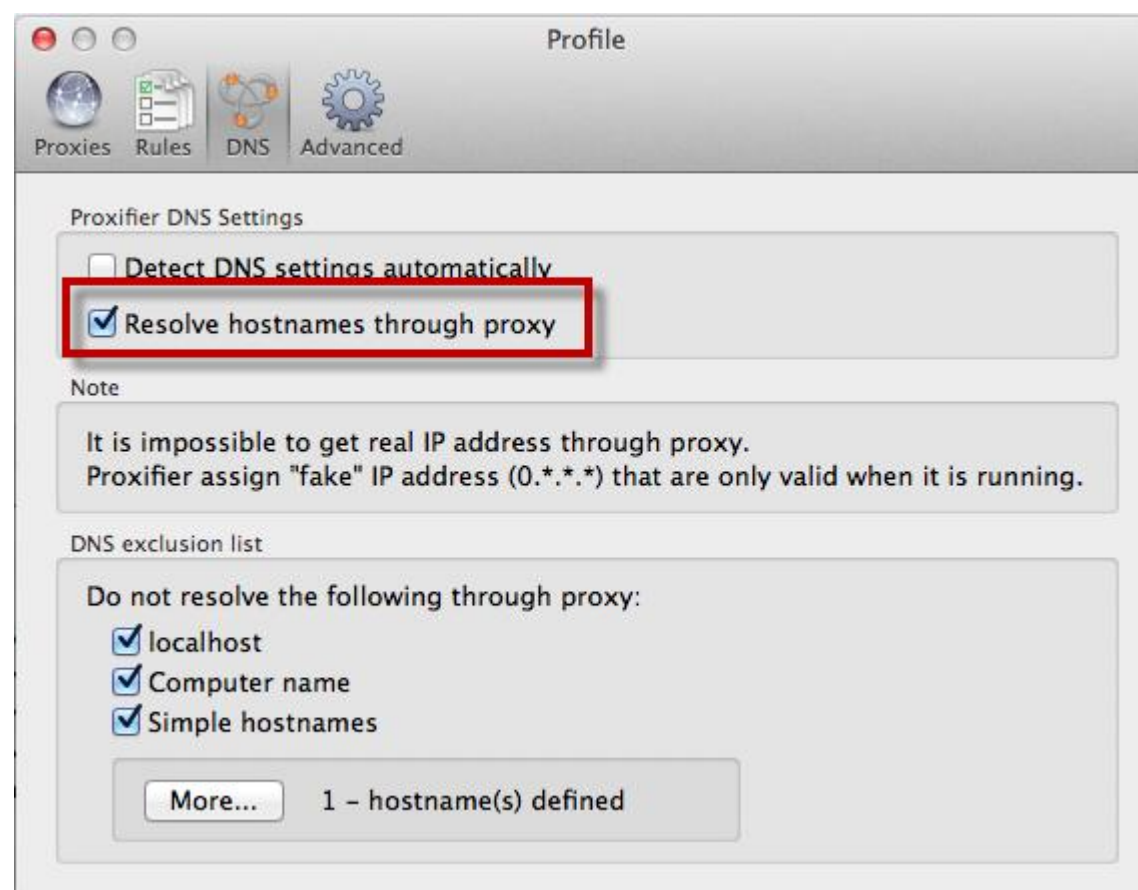 Profile
Proxies Rules DNS Advanced
Proxifier DNS Settings
Detect DNS settings automatically
Resolve hostnames through proxy
Note
It is impossible to get real IP address through proxy.
Proxifier assign "fake" IP address (0.*.*.*) that are only valid when it is running.
DNS exclusion list
Do not resolve the following through proxy:
localhost
Computer name
Simple hostnames
More... 1 - hostname(s) defined